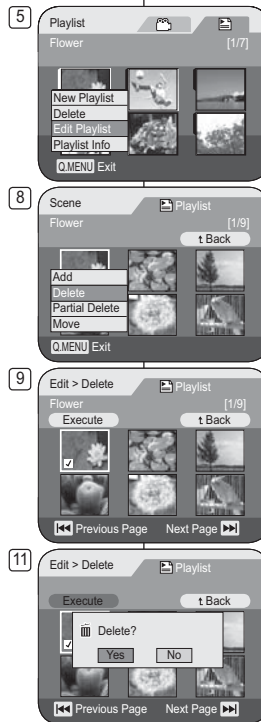 5
Playlist
Flower [1/7]
New Playlist
Delete
Edit Playlist
Playlist Info
Q.MENU Exit
8
Scene Playlist
Flower [1/9]
t Back
Add
Delete
Partial Delete
Move
Q.MENU Exit
9
Edit > Delete Playlist
Flower [1/9]
Execute t Back
Previous Page Next Page
11
Edit > Delete Playlist
Execute t Back
Delete?
Yes No
Previous Page Next Page